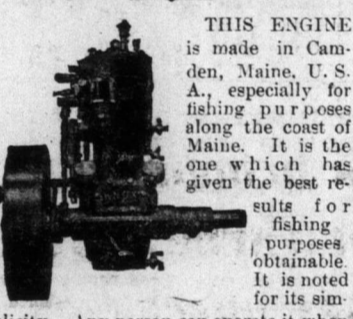 THIS ENGINE
is made in Cam-
den, Maine, U. S.
A., especially for
fishing purposes
along the coast of
Maine. It is the
one which has
given the best re-
sults for
fishing
purposes
obtainable.
It is noted
for its sim-